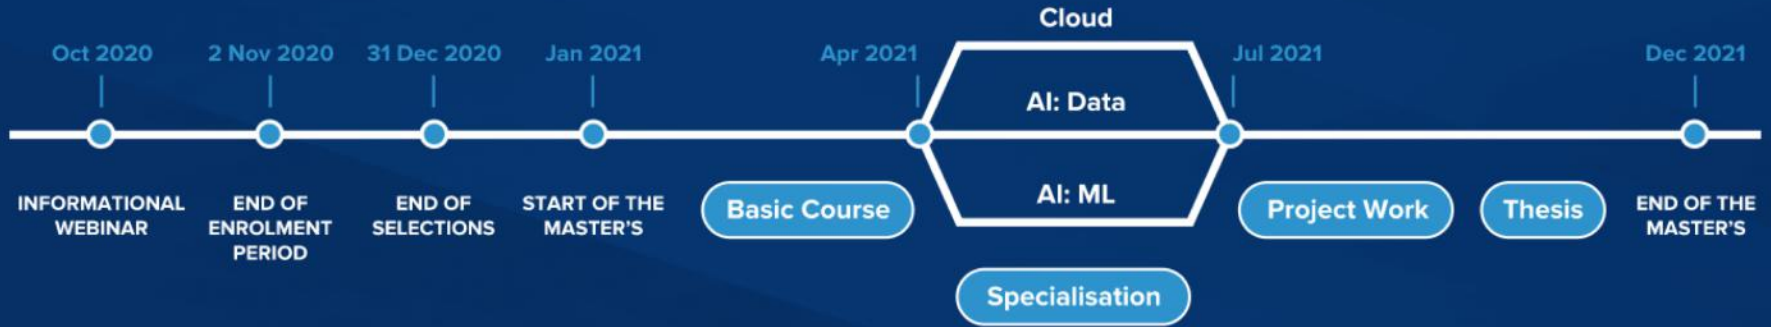 Cloud
Oct 2020
2 Nov 2020
31 Dec 2020
Jan 2021
Apr 2021
Jul 2021
Dec 2021
AI: Data
INFORMATIONAL
WEBINAR
END OF
ENROLMENT
PERIOD
END OF
SELECTIONS
START OF THE
MASTER'S
Basic Course
AI: ML
Project Work
Thesis
END OF THE
MASTER'S
Specialisation